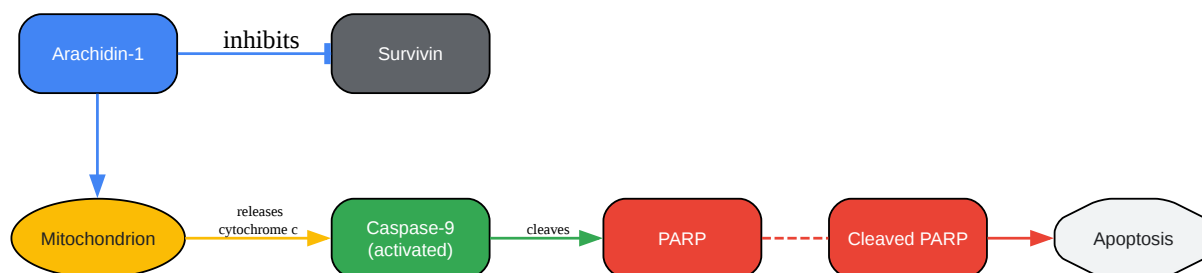 Arachidin-1
inhibits
Survivin
Mitochondrion
releases
cytochrome c
Caspase-9
(activated)
cleaves
PARP
Cleaved PARP
Apoptosis